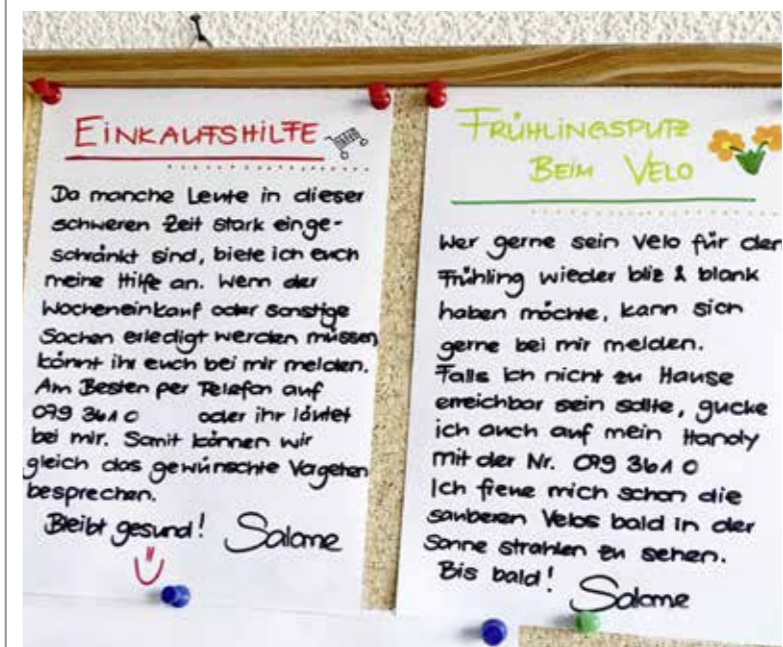 EINKAUFSHILFE
Da manche Leute in dieser
schweren Zeit stark einge-
schränkt sind, biete ich euch
meine Hilfe an. Wenn der
Wocheneinkauf oder sonstige
Sachen erledigt werden müssen,
könnt ihr euch bei mir melden.
Am Besten per Telefon auf
079 361 0 oder ihr läutet
bei mir. Somit können wir
gleich das gewünschte Vorgehen
besprechen.
Bleibt gesund! Salome
FRÜHLINGSPUTZ
BEIM VELO
Wer gerne sein Velo für den
Frühling wieder bliz & blank
haben möchte, kann sich
gerne bei mir melden.
Falls ich nicht zu Hause
erreichbar sein sollte, gucke
ich auch auf mein Handy
mit der Nr. 079 361 0
Ich freue mich schon die
sauberen Velos bald in der
Sonne strahlen zu sehen.
Bis bald! Salome